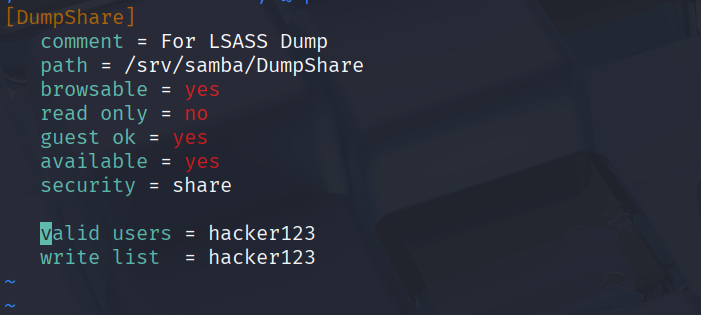 [DumpShare]
comment = For LSASS Dump
path = /srv/samba/DumpShare
browsable = yes
read only = no
guest ok = yes
available = yes
security = share
valid users = hacker123
write list  = hacker123
~
~